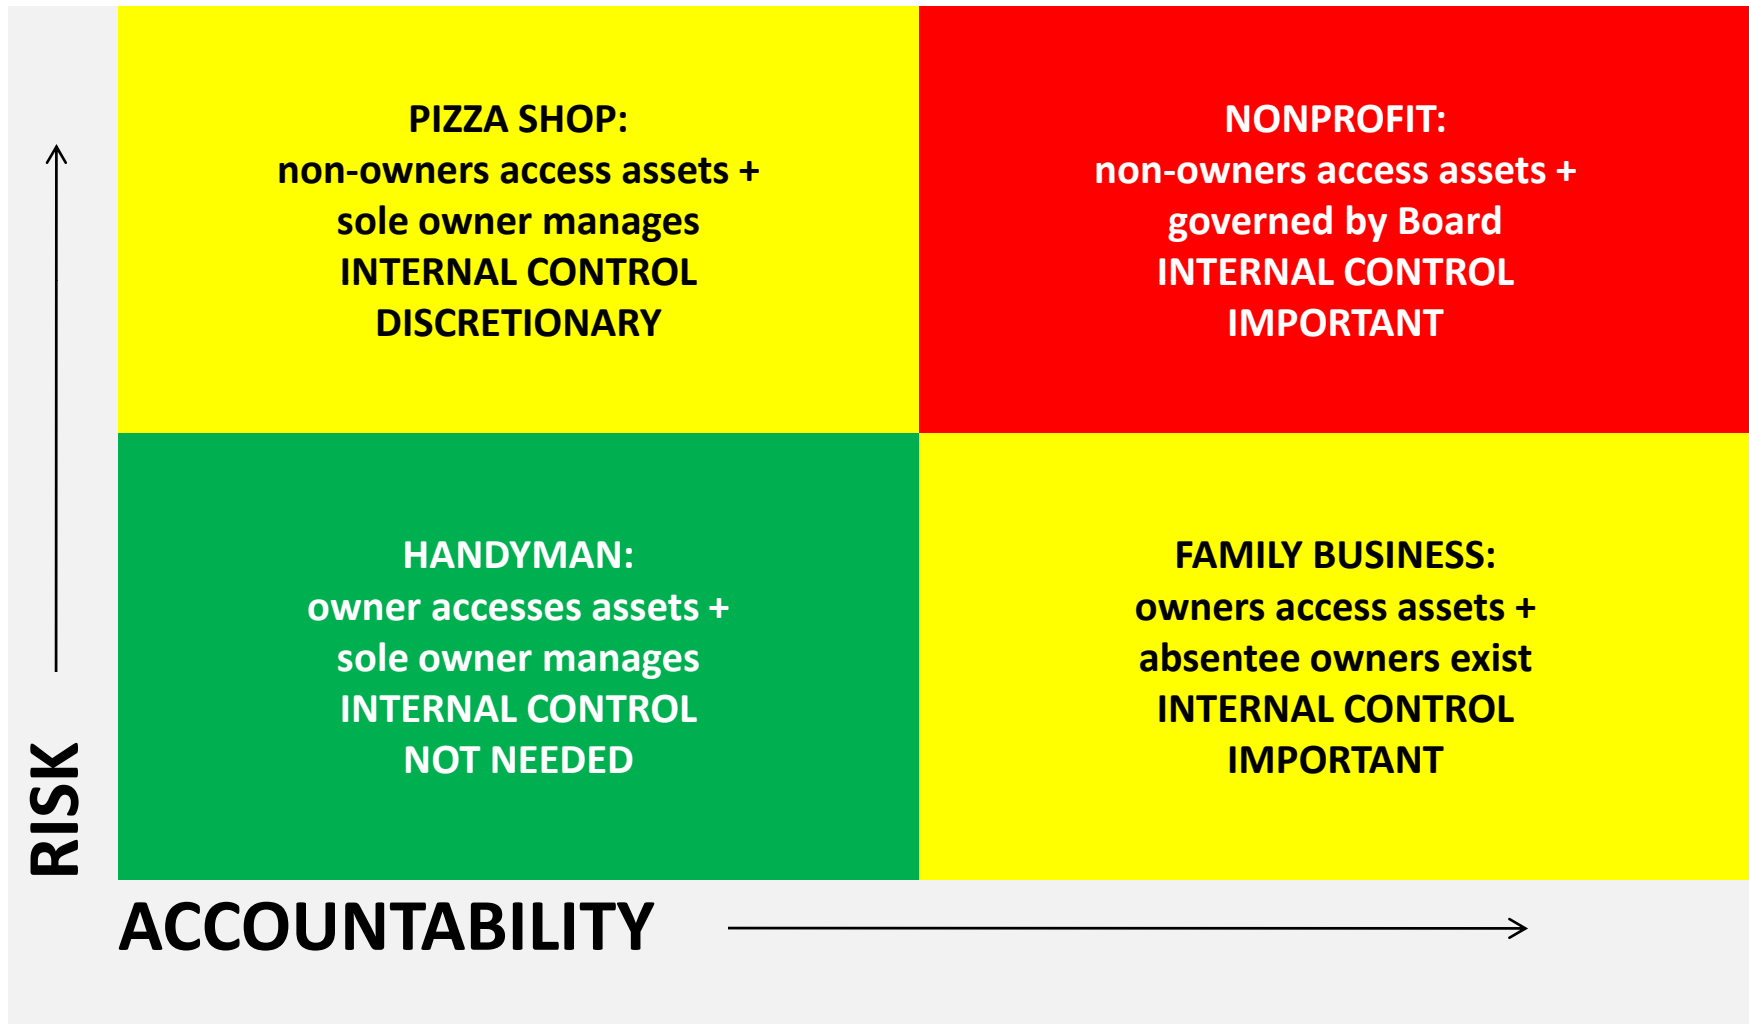 PIZZA SHOP:
non-owners access assets +
sole owner manages
INTERNAL CONTROL
DISCRETIONARY
NONPROFIT:
non-owners access assets +
governed by Board
INTERNAL CONTROL
IMPORTANT
HANDYMAN:
owner accesses assets +
sole owner manages
INTERNAL CONTROL
NOT NEEDED
FAMILY BUSINESS:
owners access assets +
absentee owners exist
INTERNAL CONTROL
IMPORTANT
RISK
ACCOUNTABILITY